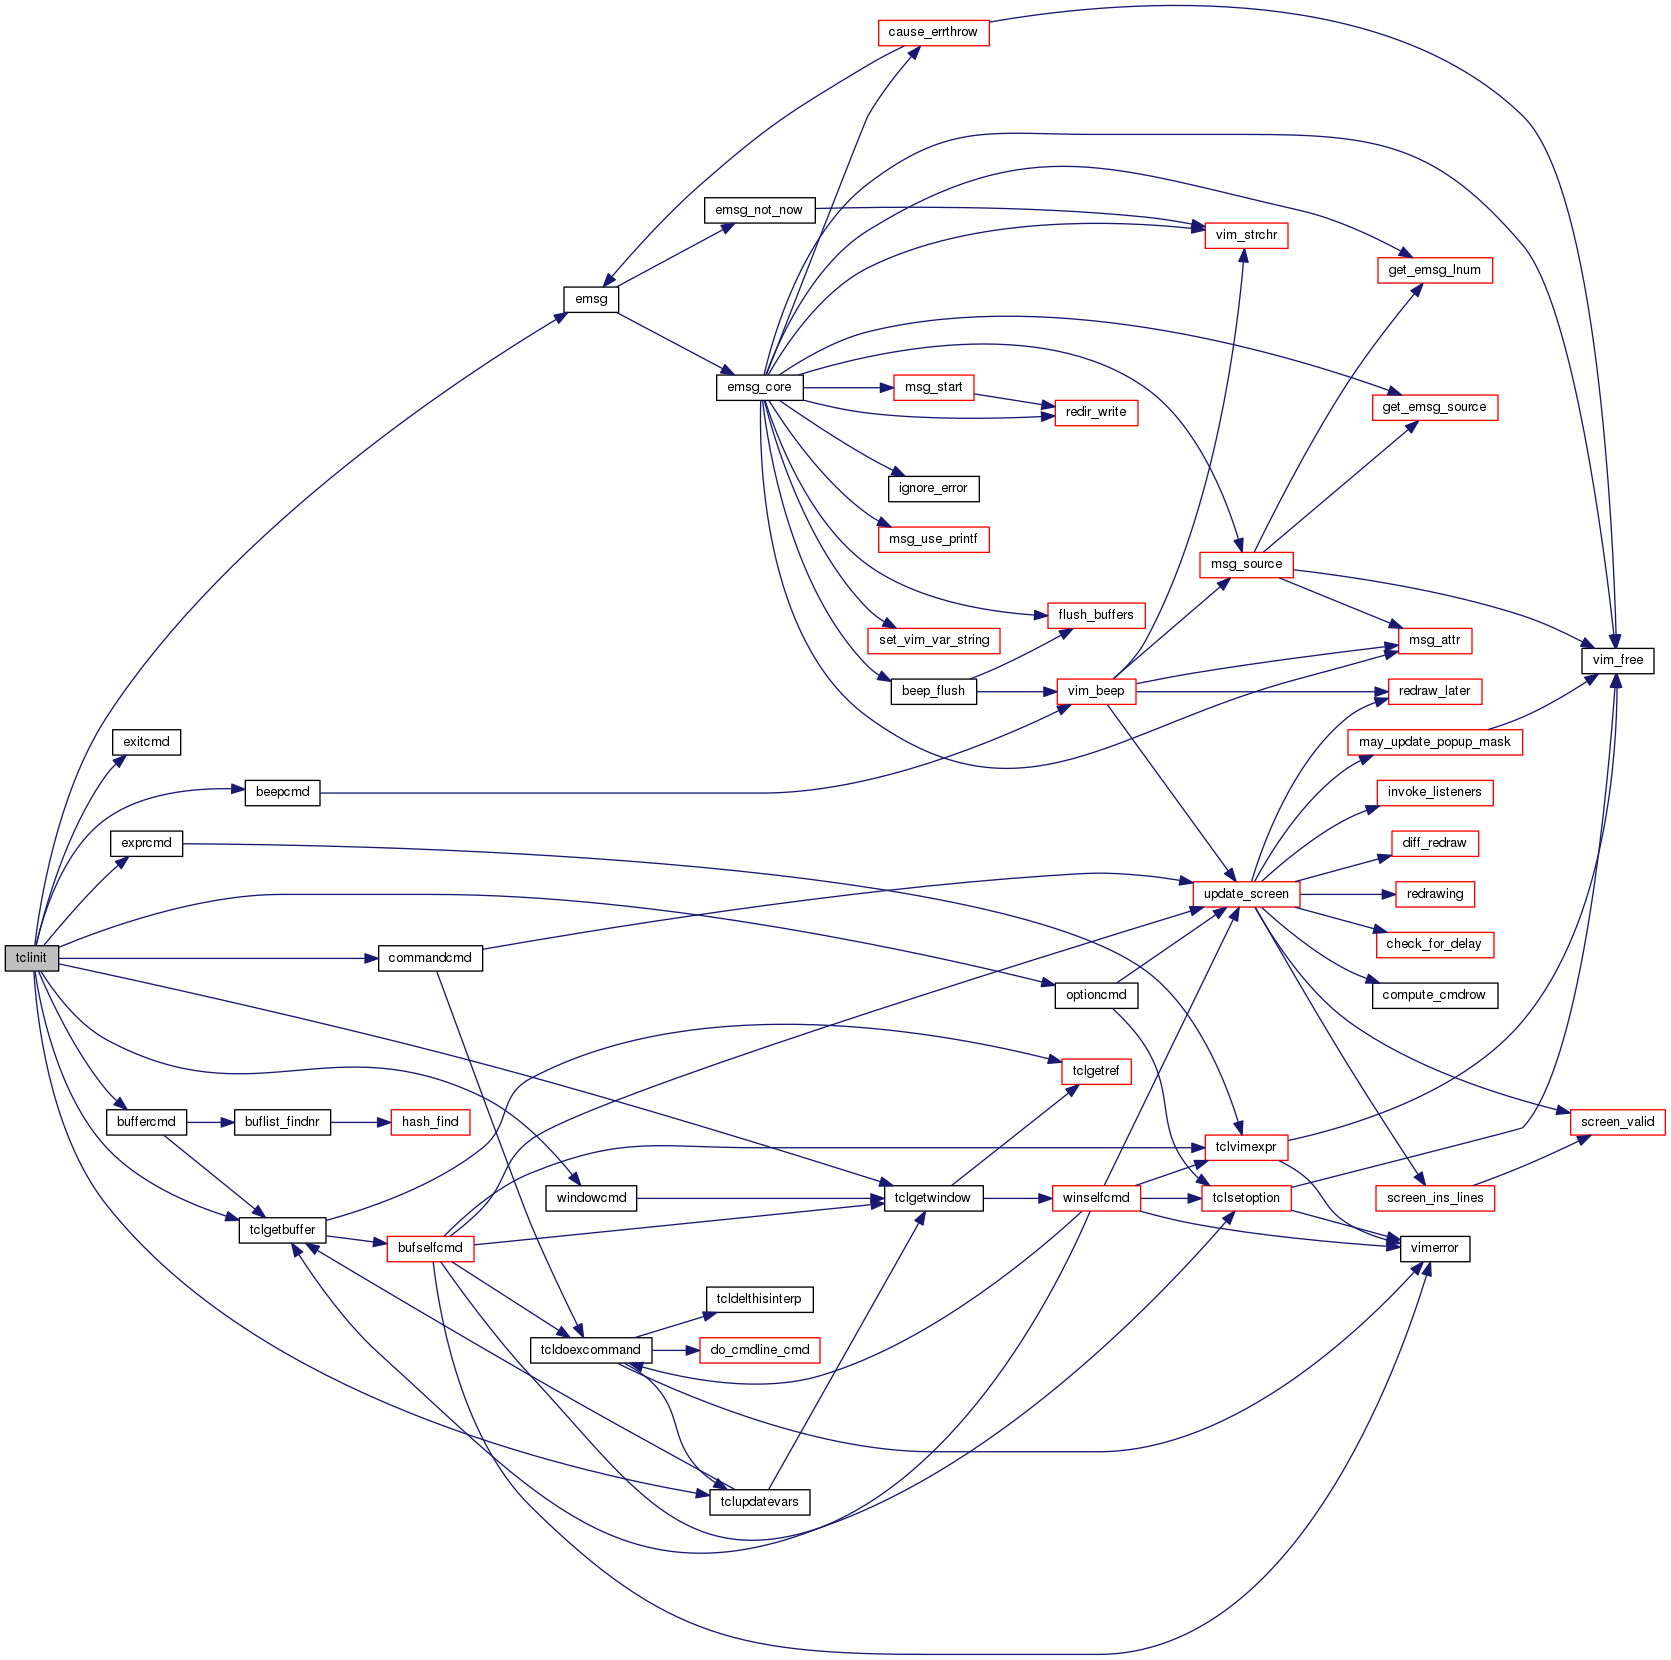 cause_errthrow
emsg_not_now
vim_strchr
get_emsg_lnum
emsg
emsg_core
msg_start
redir_write
get_emsg_source
ignore_error
msg_use_printf
msg_source
flush_buffers
set_vim_var_string
msg_attr
vim_free
beep_flush
vim_beep
redraw_later
exitcmd
may_update_popup_mask
beepcmd
invoke_listeners
exprcmd
diff_redraw
update_screen
redrawing
tclinit
commandcmd
check_for_delay
optioncmd
compute_cmdrow
tclgetref
buffercmd
buflist_findnr
hash_find
screen_valid
tclvimexpr
windowcmd
tclgetwindow
winselfcmd
tclsetoption
screen_ins_lines
tclgetbuffer
bufselfcmd
vimerror
tcldelthisinterp
tcldoexcommand
do_cmdline_cmd
tclupdatevars